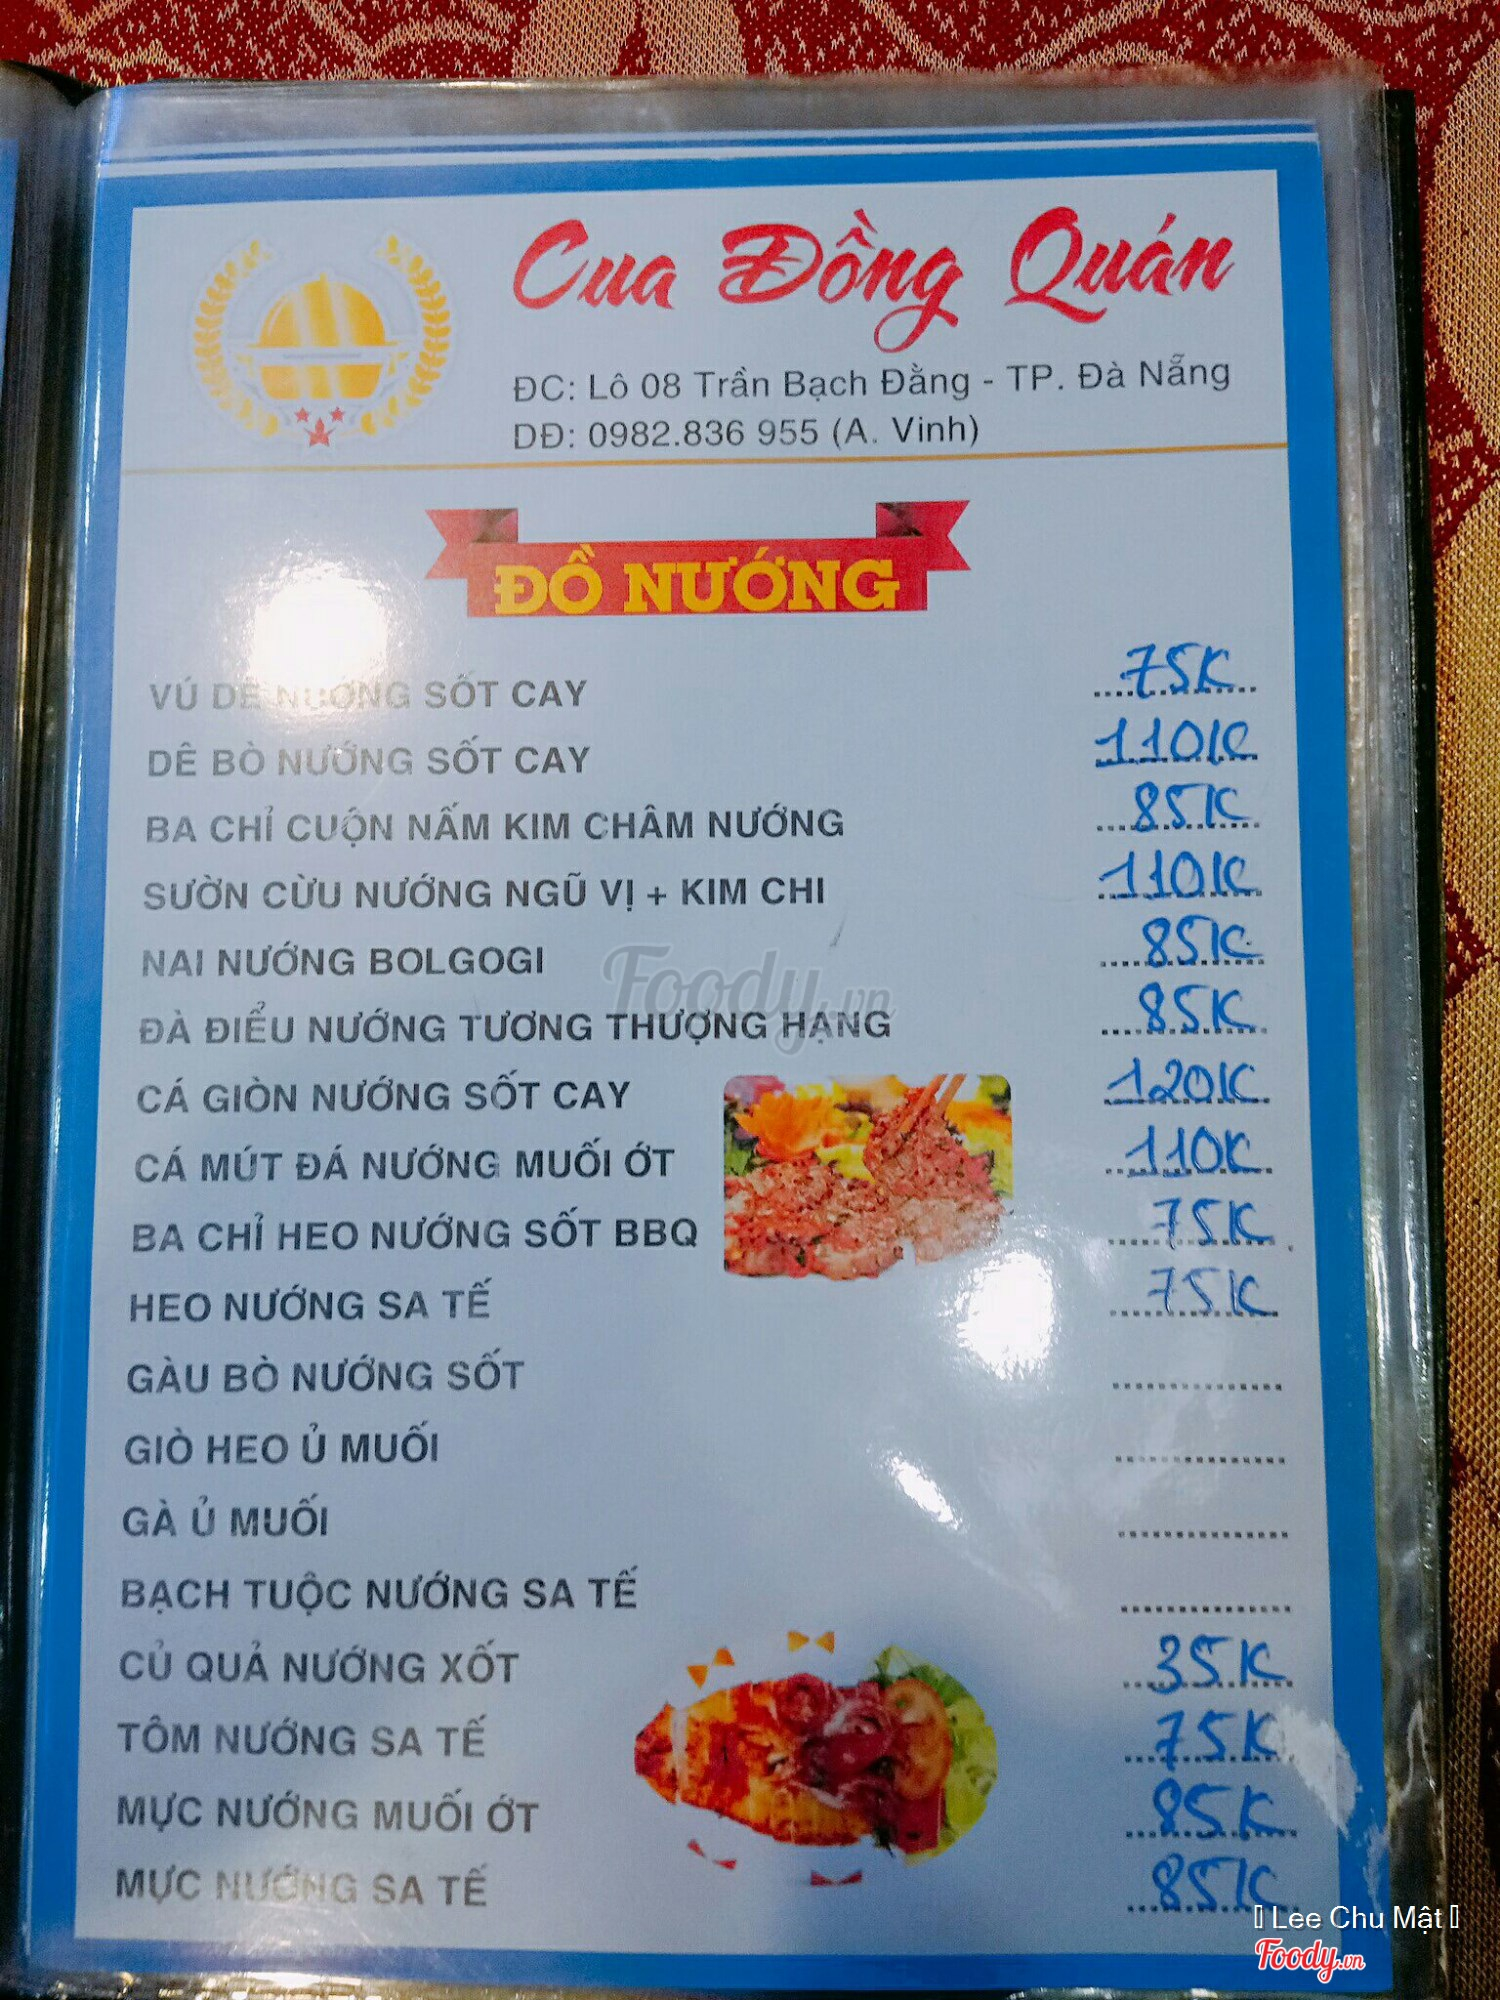 Cua Đồng Quán
ĐC: Lô 08 Trần Bạch Đằng - TP. Đà Nẵng
DĐ: 0982.836 955 (A. Vinh)
ĐỒ NƯỚNG
VÚ DÊ NƯỚNG SỐT CAY 75K
DÊ BÒ NƯỚNG SỐT CAY 110K
BA CHỈ CUỘN NẤM KIM CHÂM NƯỚNG 85K
SƯỜN CỪU NƯỚNG NGŨ VỊ + KIM CHI 110K
NAI NƯỚNG BOLGOGI 85K
ĐÀ ĐIỂU NƯỚNG TƯƠNG THƯỢNG HẠNG 85K
Foody.vn
CÁ GIÒN NƯỚNG SỐT CAY 120K
CÁ MÚT ĐÁ NƯỚNG MUỐI ỚT 110K
BA CHỈ HEO NƯỚNG SỐT BBQ 75K
HEO NƯỚNG SA TẾ 75K
GÀU BÒ NƯỚNG SỐT
GIÒ HEO Ủ MUỐI
GÀ Ủ MUỐI
BẠCH TUỘC NƯỚNG SA TẾ
CỦ QUẢ NƯỚNG XỐT 35K
TÔM NƯỚNG SA TẾ 75K
MỰC NƯỚNG MUỐI ỚT 85K
MỰC NƯỚNG SA TẾ 85K
Lee Chu Mật
Foody.vn